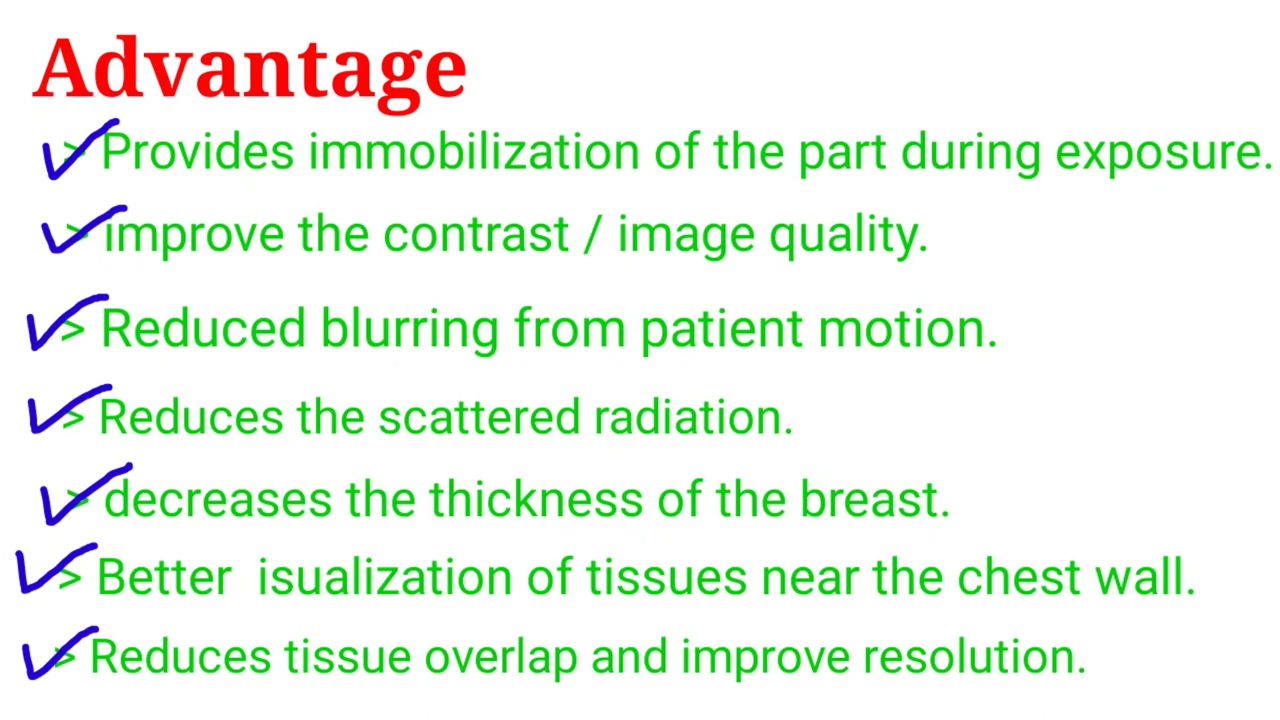 Advantage
> Provides immobilization of the part during exposure.
> improve the contrast / image quality.
> Reduced blurring from patient motion.
> Reduces the scattered radiation.
> decreases the thickness of the breast.
> Better isualization of tissues near the chest wall.
> Reduces tissue overlap and improve resolution.